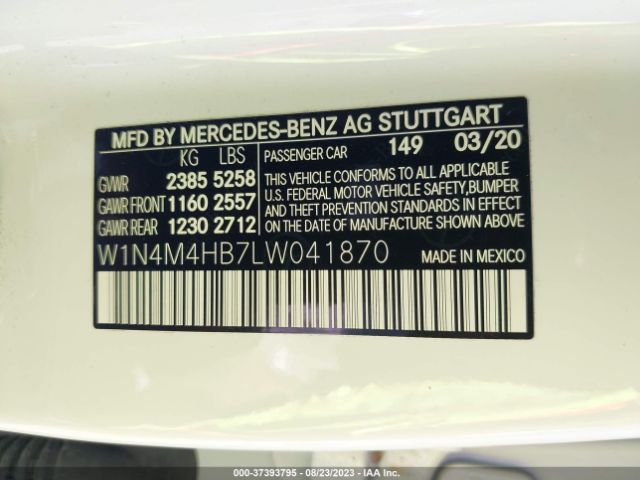 MFD BY MERCEDES-BENZ AG STUTTGART
KG LBS
GVWR 2385 5258
GAWR FRONT 1160 2557
GAWR REAR 1230 2712
PASSENGER CAR 149 03/20
THIS VEHICLE CONFORMS TO ALL APPLICABLE
U.S. FEDERAL MOTOR VEHICLE SAFETY,BUMPER
AND THEFT PREVENTION STANDARDS IN EFFECT
ON THE DATE OF MANUFACTURE SHOWN ABOVE.
W1N4M4HB7LW041870
MADE IN MEXICO
000-37393795 - 08/23/2023 - IAA Inc.